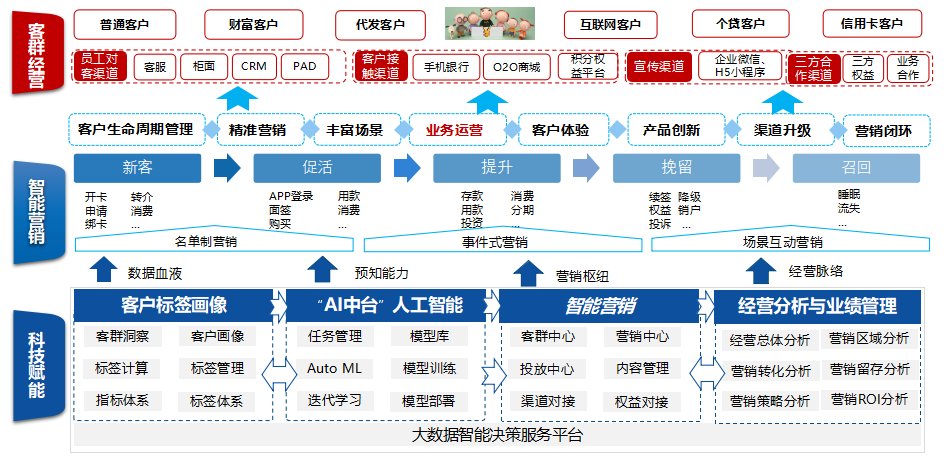 客群经营
普通客户
财富客户
代发客户
互联网客户
个贷客户
信用卡客户
员工对
客渠道
客服
柜面
CRM
PAD
客户接
触渠道
手机银行
O2O商城
积分权
益平台
宣传渠道
企业微信、
H5小程序
三方合
作渠道
三方
权益
业务
合作
客户生命周期管理
精准营销
丰富场景
业务运营
客户体验
产品创新
渠道升级
营销闭环
智能营销
新客
促活
提升
挽留
召回
开卡
申请
绑卡
转介
消费
...
APP登录
面签
购买
用款
消费
...
存款
用款
投资
消费
分期
...
续签
权益
投诉
降级
销户
...
睡眠
流失
...
名单制营销
事件式营销
场景互动营销
数据血液
预知能力
营销枢纽
经营脉络
科技赋能
客户标签画像
客群洞察
客户画像
标签计算
标签管理
指标体系
标签体系
“AI中台”人工智能
任务管理
模型库
Auto ML
模型训练
迭代学习
模型部署
智能营销
客群中心
营销中心
投放中心
内容管理
渠道对接
权益对接
经营分析与业绩管理
经营总体分析
营销区域分析
营销转化分析
营销留存分析
营销策略分析
营销ROI分析
大数据智能决策服务平台